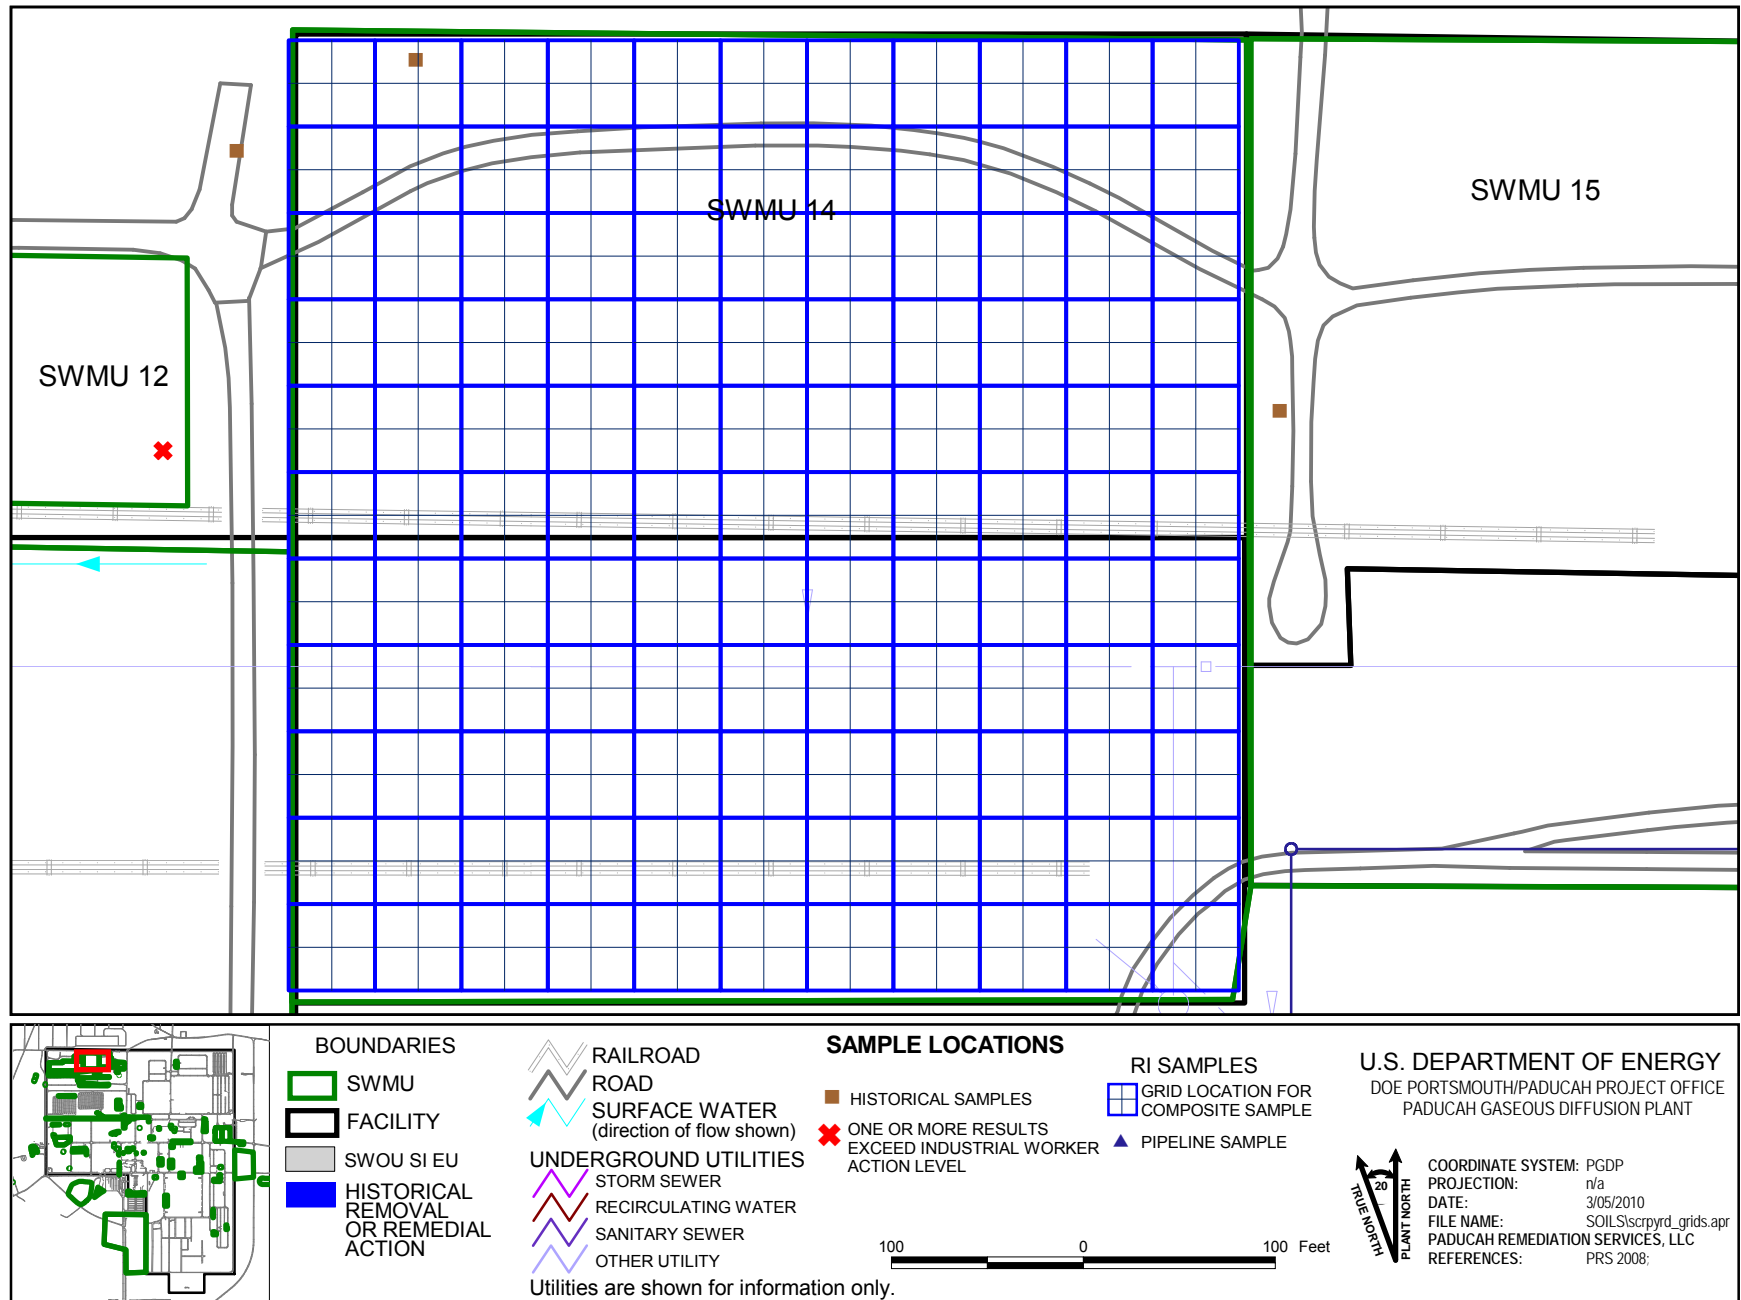 SWMU 14
SWMU 15
SWMU 12
BOUNDARIES
SWMU
FACILITY
SWOU SI EU
HISTORICAL
REMOVAL
OR REMEDIAL
ACTION
RAILROAD
ROAD
SURFACE WATER
(direction of flow shown)
UNDERGROUND UTILITIES
STORM SEWER
RECIRCULATING WATER
SANITARY SEWER
OTHER UTILITY
Utilities are shown for information only.
SAMPLE LOCATIONS
HISTORICAL SAMPLES
ONE OR MORE RESULTS
EXCEED INDUSTRIAL WORKER
ACTION LEVEL
RI SAMPLES
GRID LOCATION FOR
COMPOSITE SAMPLE
PIPELINE SAMPLE
100 0 100 Feet
U.S. DEPARTMENT OF ENERGY
DOE PORTSMOUTH/PADUCAH PROJECT OFFICE
PADUCAH GASEOUS DIFFUSION PLANT
TRUE NORTH
20
PLANT NORTH
COORDINATE SYSTEM: PGDP
PROJECTION: n/a
DATE: 3/05/2010
FILE NAME: SOILS\scrpyrd_grids.apr
PADUCAH REMEDIATION SERVICES, LLC
REFERENCES: PRS 2008;